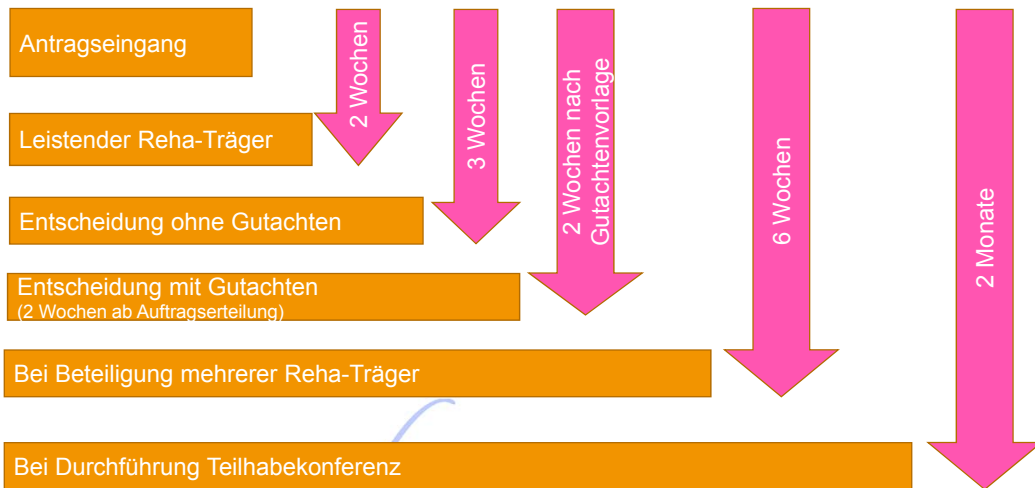 Antragseingang
2 Wochen
Leistender Reha-Träger
3 Wochen
Entscheidung ohne Gutachten
2 Wochen nach
Gutachtenvorlage
Entscheidung mit Gutachten
(2 Wochen ab Auftragserteilung)
6 Wochen
Bei Beteiligung mehrerer Reha-Träger
2 Monate
Bei Durchführung Teilhabekonferenz